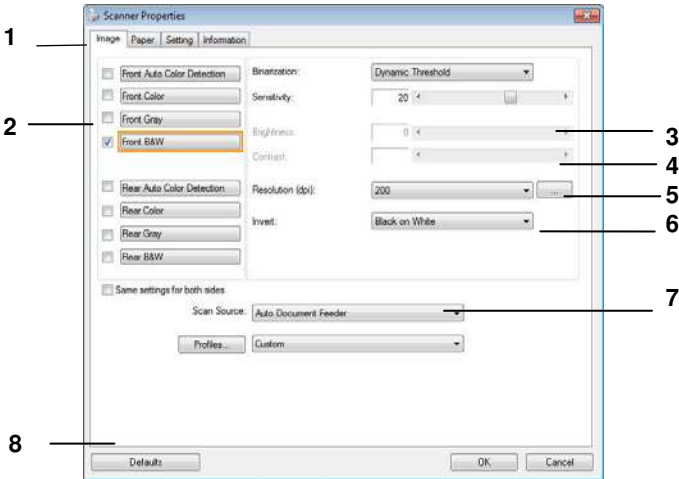 Scanner Properties
1
Image Paper Setting Information
Front Auto Color Detection
Front Color
Front Gray
Front B&W
2
Rear Auto Color Detection
Rear Color
Rear Gray
Rear B&W
Binarization: Dynamic Threshold
Sensitivity: 20
Brightness: 0
3
Contrast:
4
Resolution (dpi): 200 ...
5
Invert: Black on White
6
Same settings for both sides
Scan Source: Auto Document Feeder
7
Profiles... Custom
8
Defaults OK Cancel